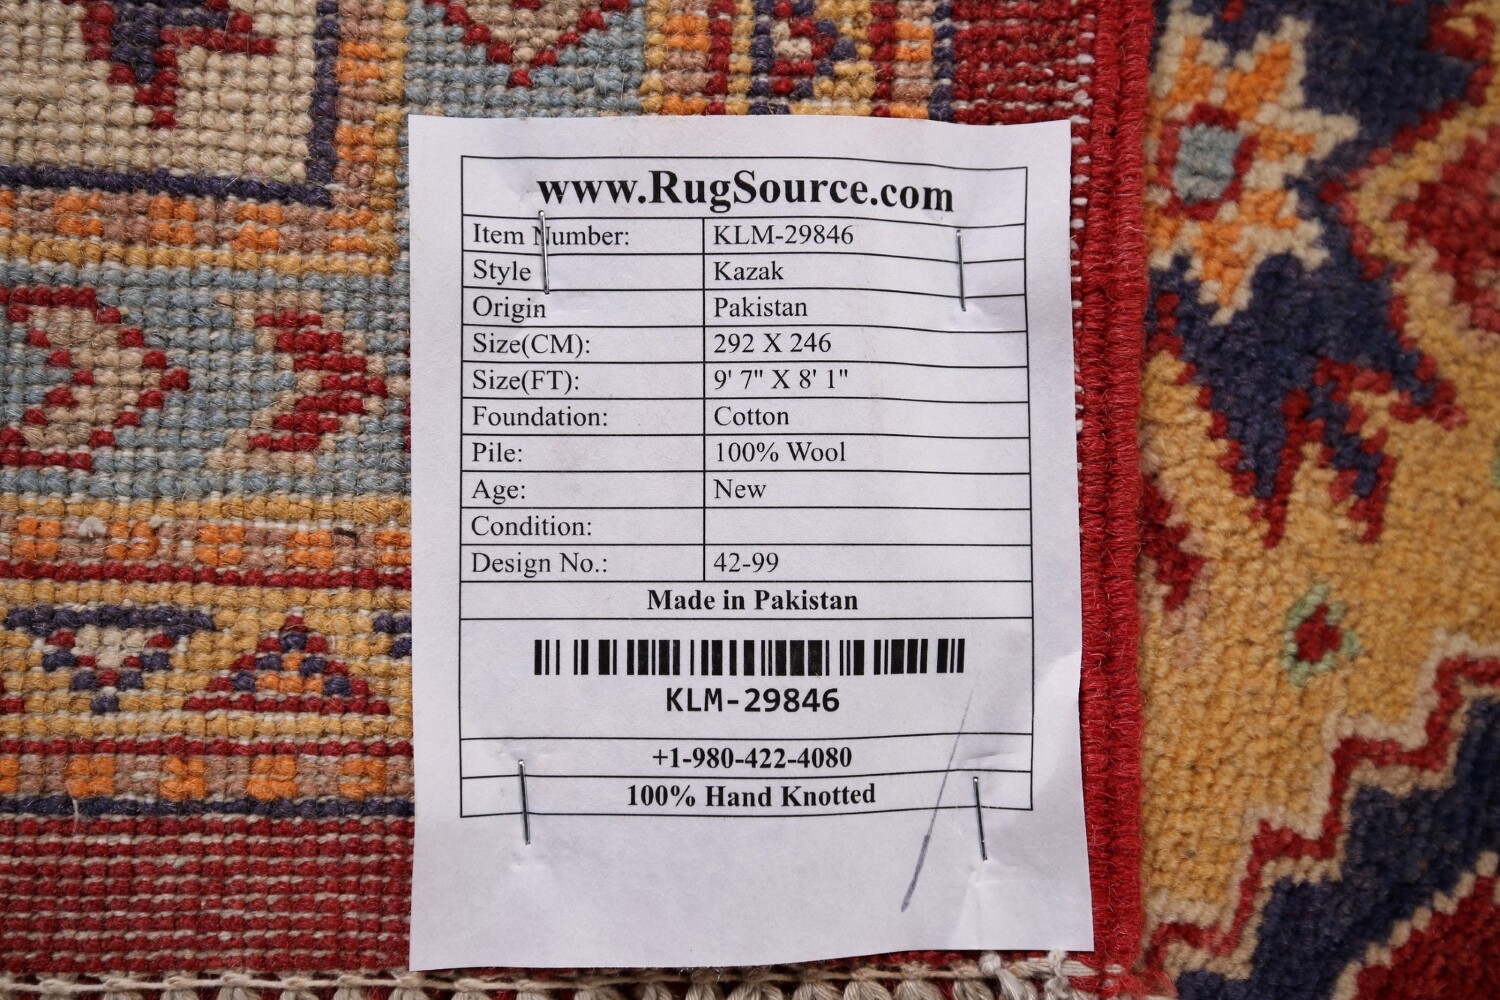 www.RugSource.com
Item Number: KLM-29846
Style Kazak
Origin Pakistan
Size(CM): 292 X 246
Size(FT): 9' 7" X 8' 1"
Foundation: Cotton
Pile: 100% Wool
Age: New
Condition:
Design No.: 42-99
Made in Pakistan
KLM-29846
+1-980-422-4080
100% Hand Knotted